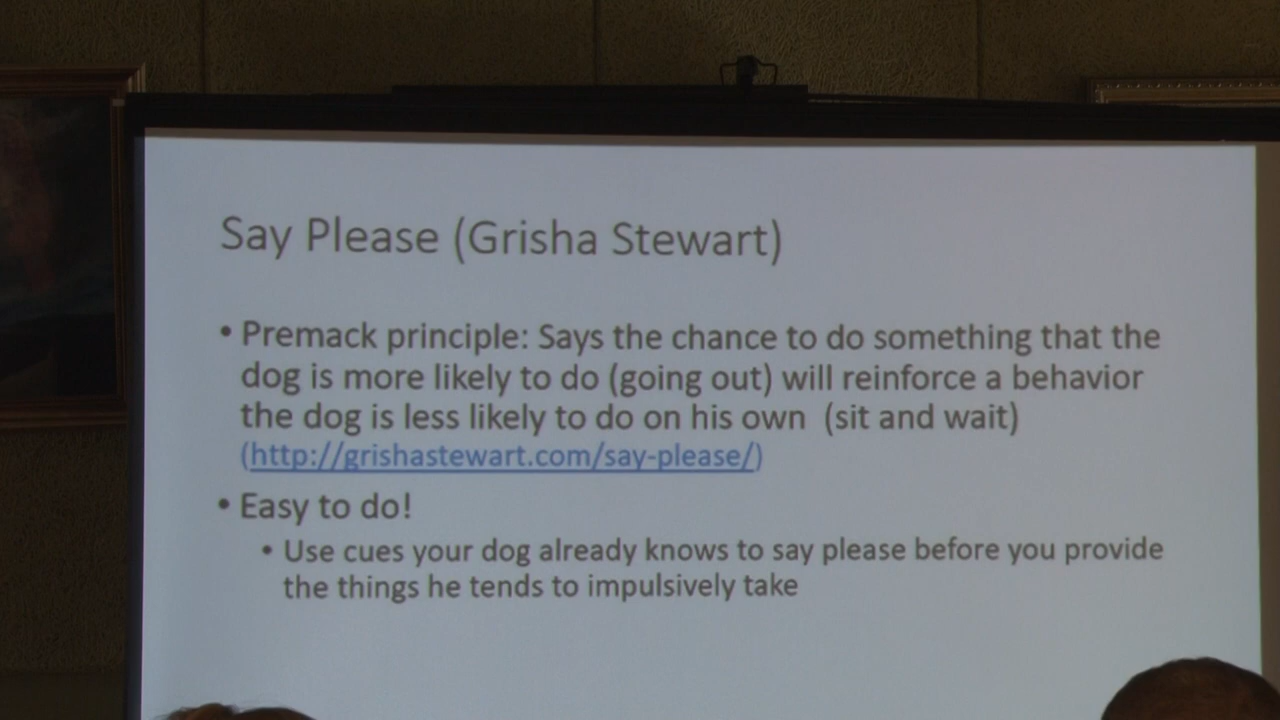 Say Please (Grisha Stewart)
• Premack principle: Says the chance to do something that the
dog is more likely to do (going out) will reinforce a behavior
the dog is less likely to do on his own  (sit and wait)
(http://grishastewart.com/say-please/)
• Easy to do!
• Use cues your dog already knows to say please before you provide
the things he tends to impulsively take